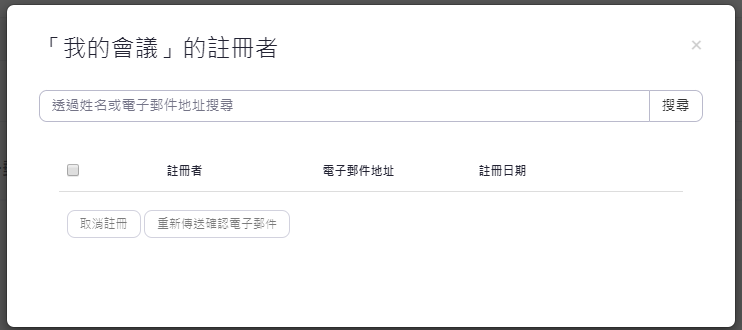 「我的會議」的註冊者
×
透過姓名或電子郵件地址搜尋 搜尋
註冊者 電子郵件地址 註冊日期
取消註冊 重新傳送確認電子郵件